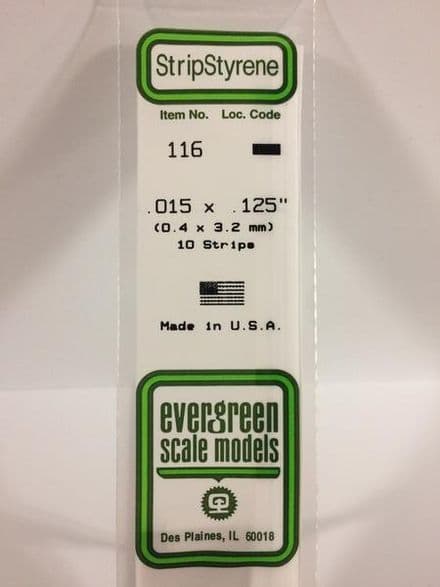 StripStyrene
Item No. Loc. Code
116
.015 x .125"
(0.4 x 3.2 mm)
10 Strips
Made in U.S.A.
evergreen
scale models
Des Plaines, IL 60018